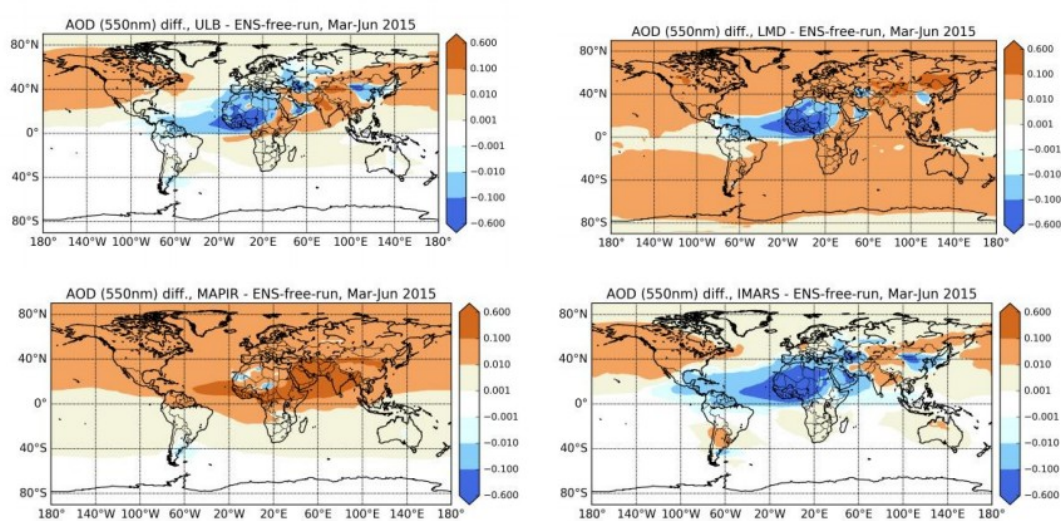 AOD (550nm) diff., ULB - ENS-free-run, Mar-Jun 2015
80°N
40°N
0°
40°S
80°S
180°W 140°W 100°W 60°W 20°W 20°E 60°E 100°E 140°E 180°
0.600
0.100
0.010
0.001
−0.001
−0.010
−0.100
−0.600
AOD (550nm) diff., LMD - ENS-free-run, Mar-Jun 2015
80°N
40°N
0°
40°S
80°S
180°W 140°W 100°W 60°W 20°W 20°E 60°E 100°E 140°E 180°
0.600
0.100
0.010
0.001
−0.001
−0.010
−0.100
−0.600
AOD (550nm) diff., MAPIR - ENS-free-run, Mar-Jun 2015
80°N
40°N
0°
40°S
80°S
180°W 140°W 100°W 60°W 20°W 20°E 60°E 100°E 140°E 180°
0.600
0.100
0.010
0.001
−0.001
−0.010
−0.100
−0.600
AOD (550nm) diff., IMARS - ENS-free-run, Mar-Jun 2015
80°N
40°N
0°
40°S
80°S
180°W 140°W 100°W 60°W 20°W 20°E 60°E 100°E 140°E 180°
0.600
0.100
0.010
0.001
−0.001
−0.010
−0.100
−0.600